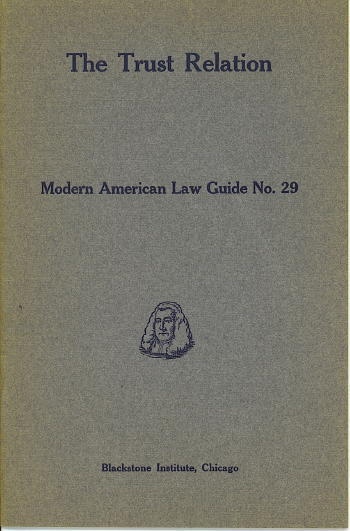 The Trust Relation
Modern American Law Guide No. 29
Blackstone Institute, Chicago